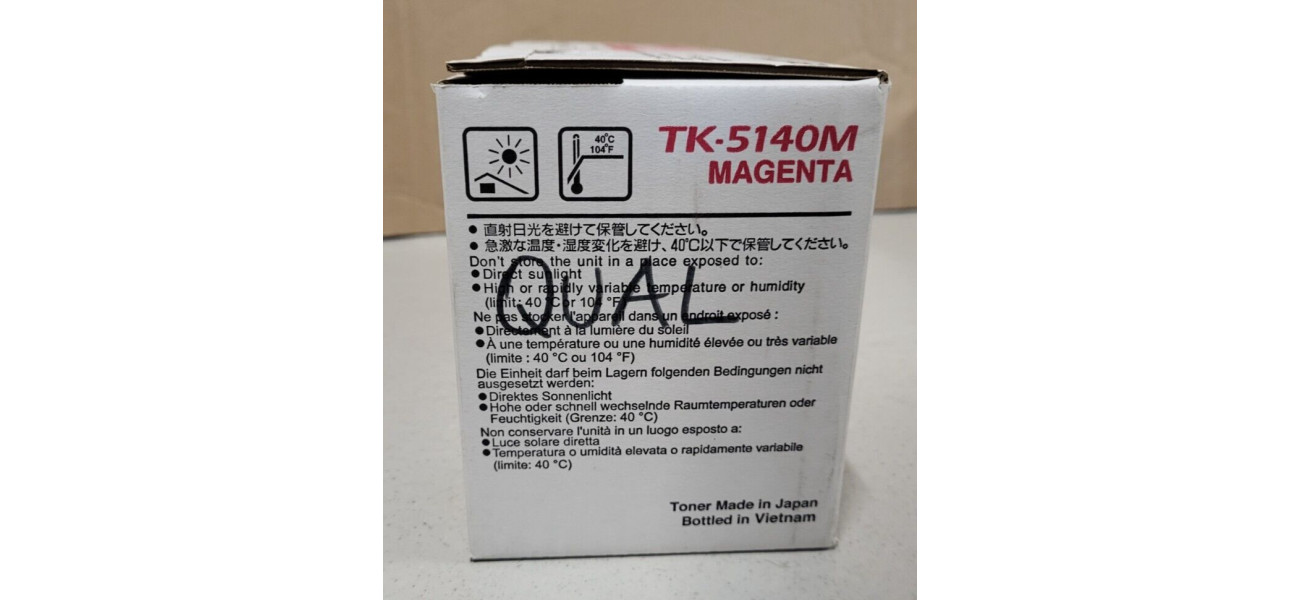 40°C
104°F
TK-5140M
MAGENTA
● 直射日光を避けて保管してください。
● 急激な温度・湿度変化を避け、40℃以下で保管してください。
Don't store the unit in a place exposed to:
● Direct sunlight
● High or rapidly variable temperature or humidity
(limit: 40 °C or 104 °F)
QUAL
Ne pas stocker l'appareil dans un endroit exposé :
● Directement à la lumière du soleil
● À une température ou une humidité élevée ou très variable
(limite : 40 °C ou 104 °F)
Die Einheit darf beim Lagern folgenden Bedingungen nicht
ausgesetzt werden:
● Direktes Sonnenlicht
● Hohe oder schnell wechselnde Raumtemperaturen oder
Feuchtigkeit (Grenze: 40 °C)
Non conservare l'unità in un luogo esposto a:
● Luce solare diretta
● Temperatura o umidità elevata o rapidamente variabile
(limite: 40 °C)
Toner Made in Japan
Bottled in Vietnam